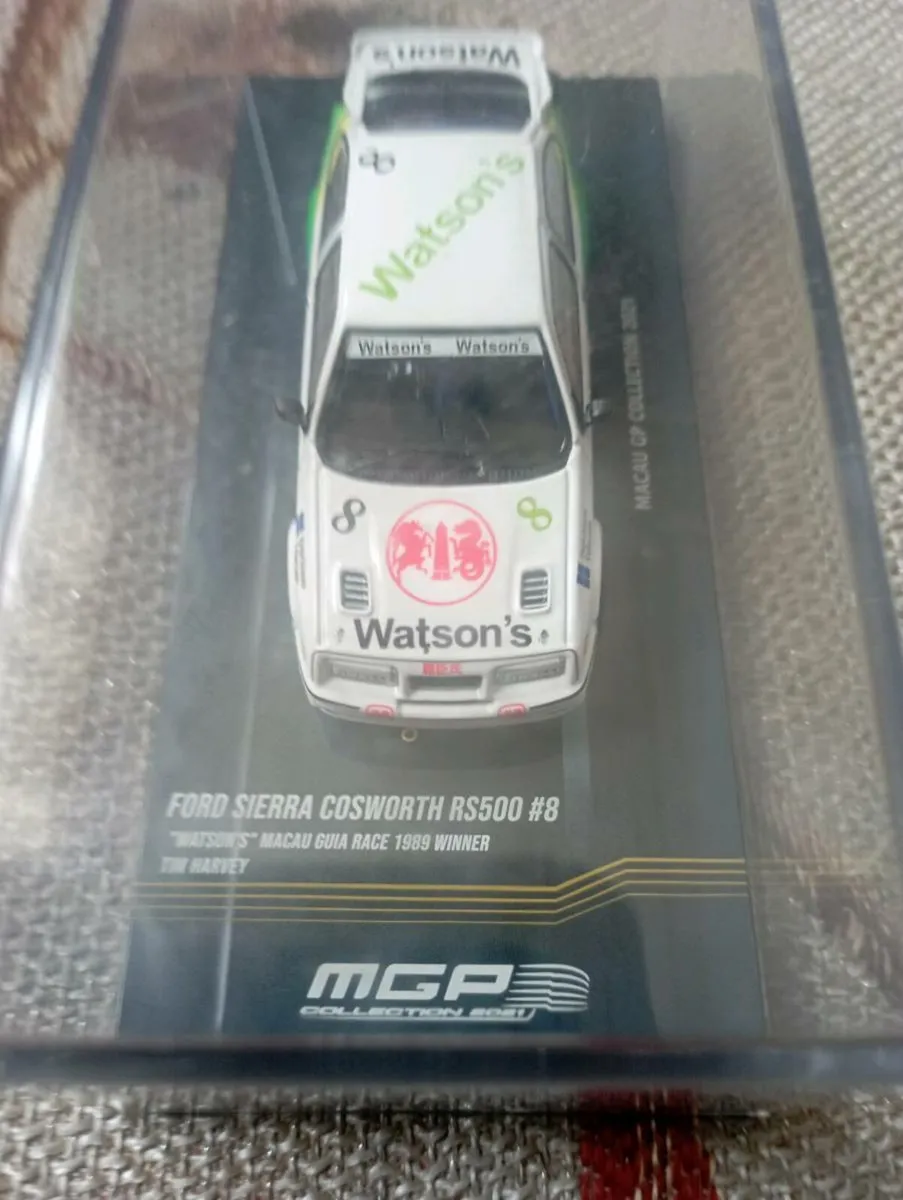 Watson's
8
Watson's
Watson's Watson's
8 8
Watson's
FORD SIERRA COSWORTH RS500 #8
"WATSON'S" MACAU GUIA RACE 1989 WINNER
TIM HARVEY
MGP
COLLECTION 2021
MACAU GP COLLECTION 2021